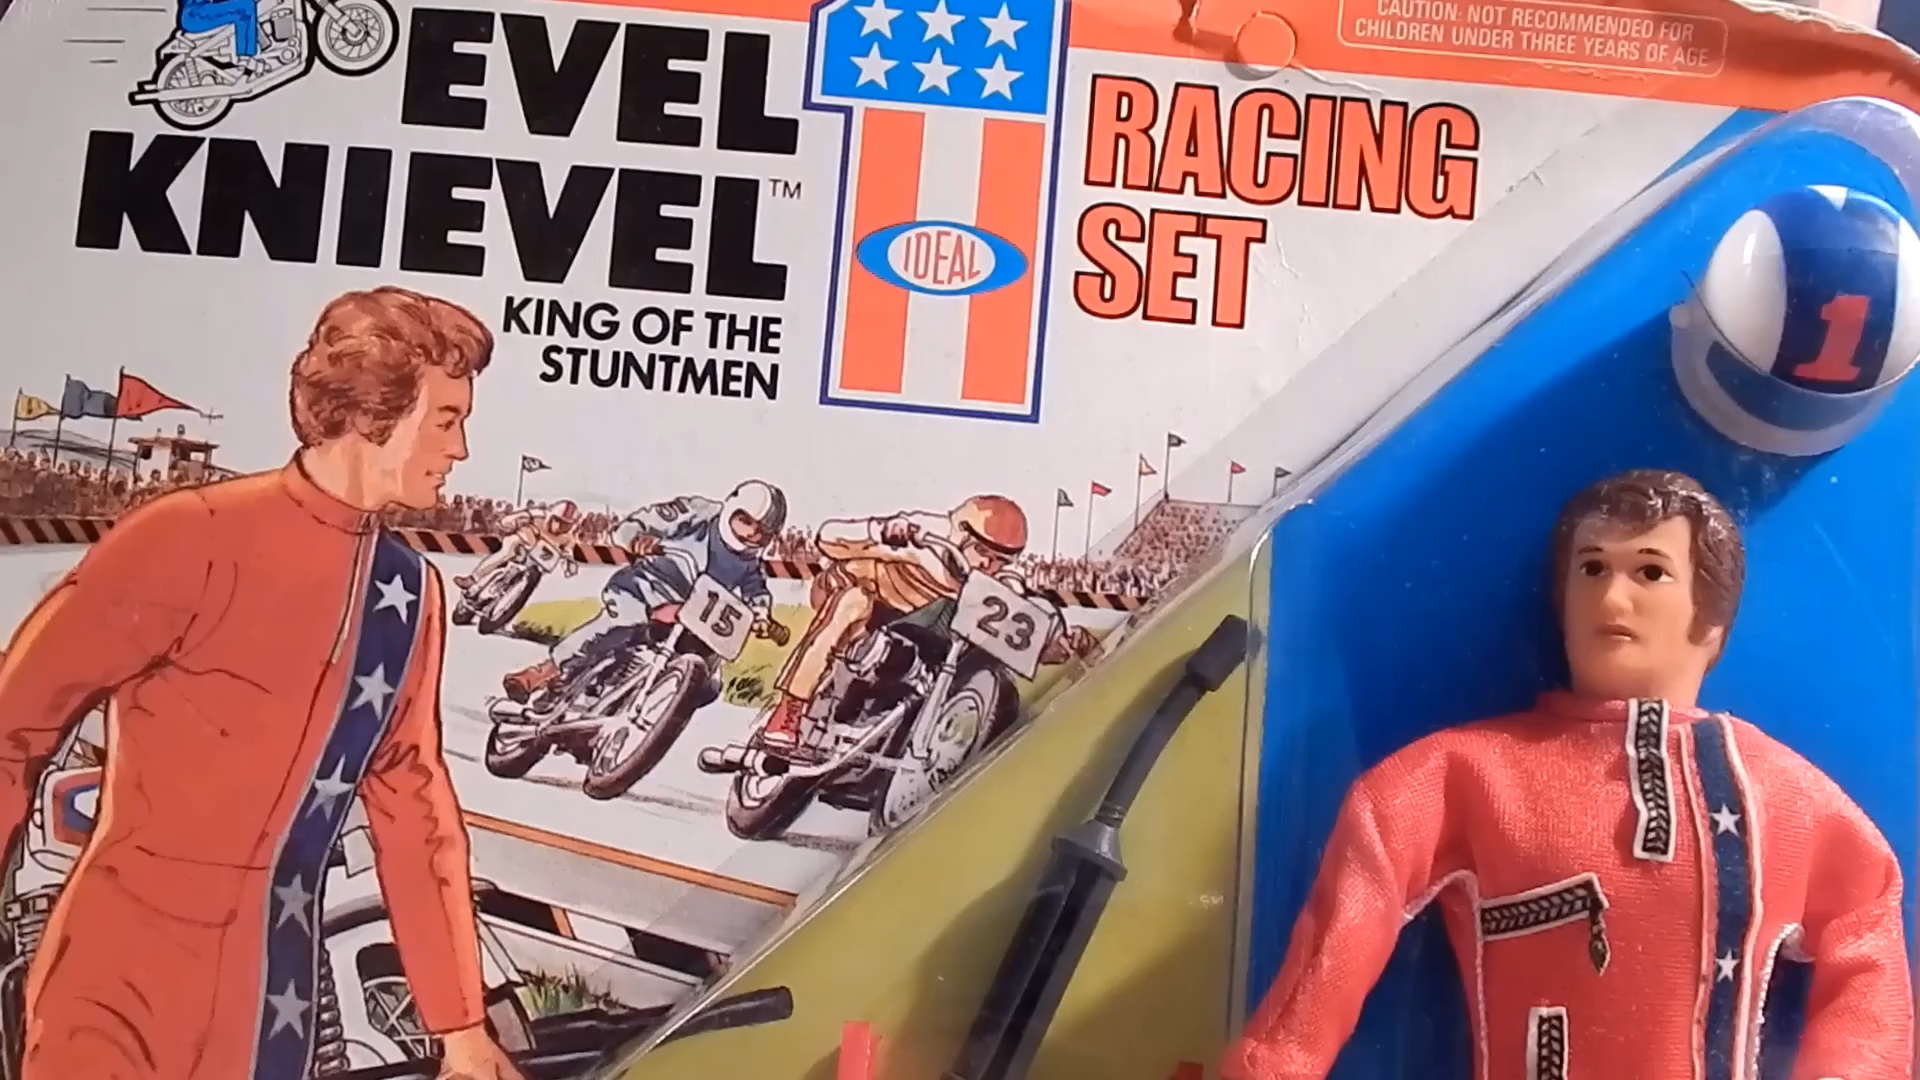 EVEL
KNIEVEL™
KING OF THE
STUNTMEN
IDEAL
RACING
SET
CAUTION: NOT RECOMMENDED FOR
CHILDREN UNDER THREE YEARS OF AGE
1
15
23